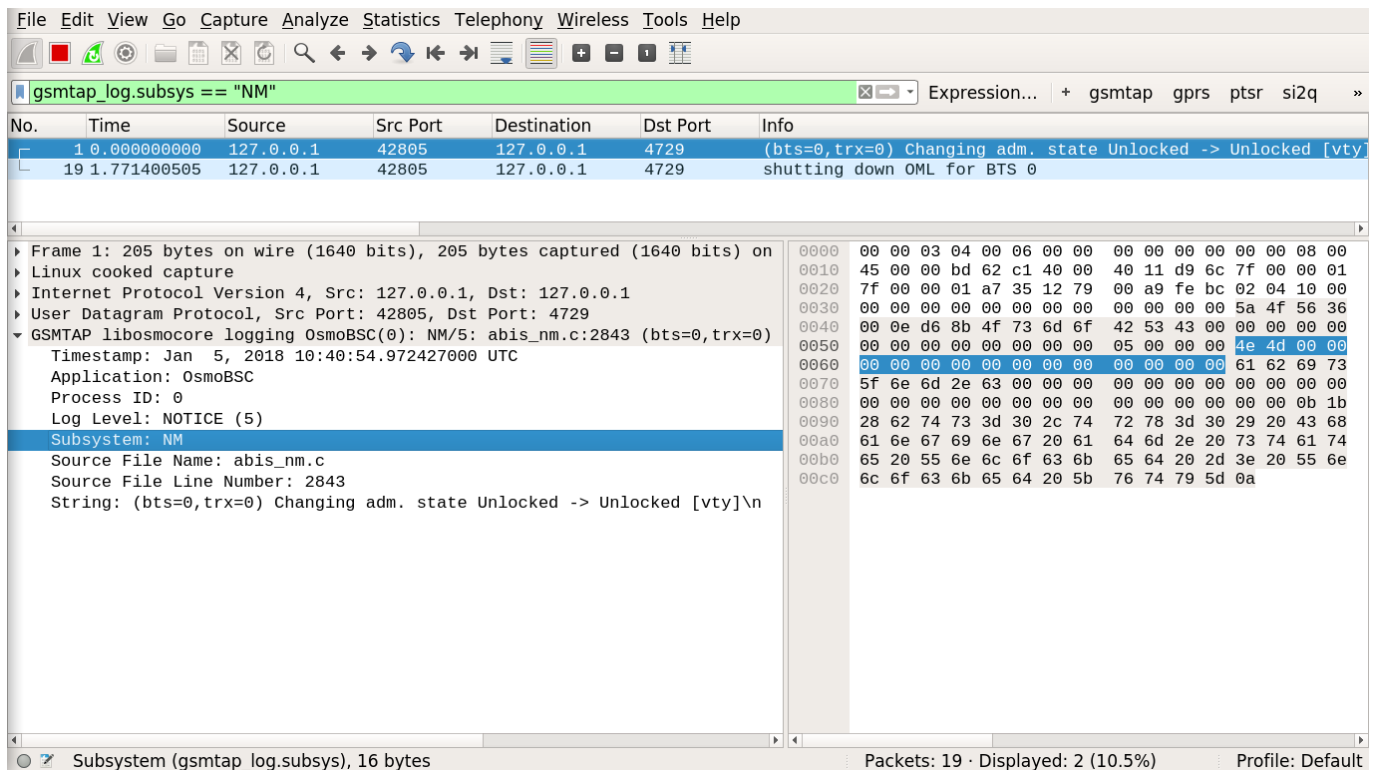 File Edit View Go Capture Analyze Statistics Telephony Wireless Tools Help
gsmtap_log.subsys == "NM" Expression… + gsmtap gprs ptsr si2q »
No. Time Source Src Port Destination Dst Port Info
1 0.000000000 127.0.0.1 42805 127.0.0.1 4729 (bts=0,trx=0) Changing adm. state Unlocked -> Unlocked [vty]
19 1.771400505 127.0.0.1 42805 127.0.0.1 4729 shutting down OML for BTS 0
Frame 1: 205 bytes on wire (1640 bits), 205 bytes captured (1640 bits) on
Linux cooked capture
Internet Protocol Version 4, Src: 127.0.0.1, Dst: 127.0.0.1
User Datagram Protocol, Src Port: 42805, Dst Port: 4729
GSMTAP libosmocore logging OsmoBSC(0): NM/5: abis_nm.c:2843 (bts=0,trx=0)
Timestamp: Jan  5, 2018 10:40:54.972427000 UTC
Application: OsmoBSC
Process ID: 0
Log Level: NOTICE (5)
Subsystem: NM
Source File Name: abis_nm.c
Source File Line Number: 2843
String: (bts=0,trx=0) Changing adm. state Unlocked -> Unlocked [vty]\n
0000 00 00 03 04 00 06 00 00 00 00 00 00 00 00 08 00
0010 45 00 00 bd 62 c1 40 00 40 11 d9 6c 7f 00 00 01
0020 7f 00 00 01 a7 35 12 79 00 a9 fe bc 02 04 10 00
0030 00 00 00 00 00 00 00 00 00 00 00 00 5a 4f 56 36
0040 00 0e d6 8b 4f 73 6d 6f 42 53 43 00 00 00 00 00
0050 00 00 00 00 00 00 00 00 05 00 00 00 4e 4d 00 00
0060 00 00 00 00 00 00 00 00 00 00 00 00 61 62 69 73
0070 5f 6e 6d 2e 63 00 00 00 00 00 00 00 00 00 00 00
0080 00 00 00 00 00 00 00 00 00 00 00 00 00 00 0b 1b
0090 28 62 74 73 3d 30 2c 74 72 78 3d 30 29 20 43 68
00a0 61 6e 67 69 6e 67 20 61 64 6d 2e 20 73 74 61 74
00b0 65 20 55 6e 6c 6f 63 6b 65 64 20 2d 3e 20 55 6e
00c0 6c 6f 63 6b 65 64 20 5b 76 74 79 5d 0a
Subsystem (gsmtap_log.subsys), 16 bytes Packets: 19 · Displayed: 2 (10.5%) Profile: Default